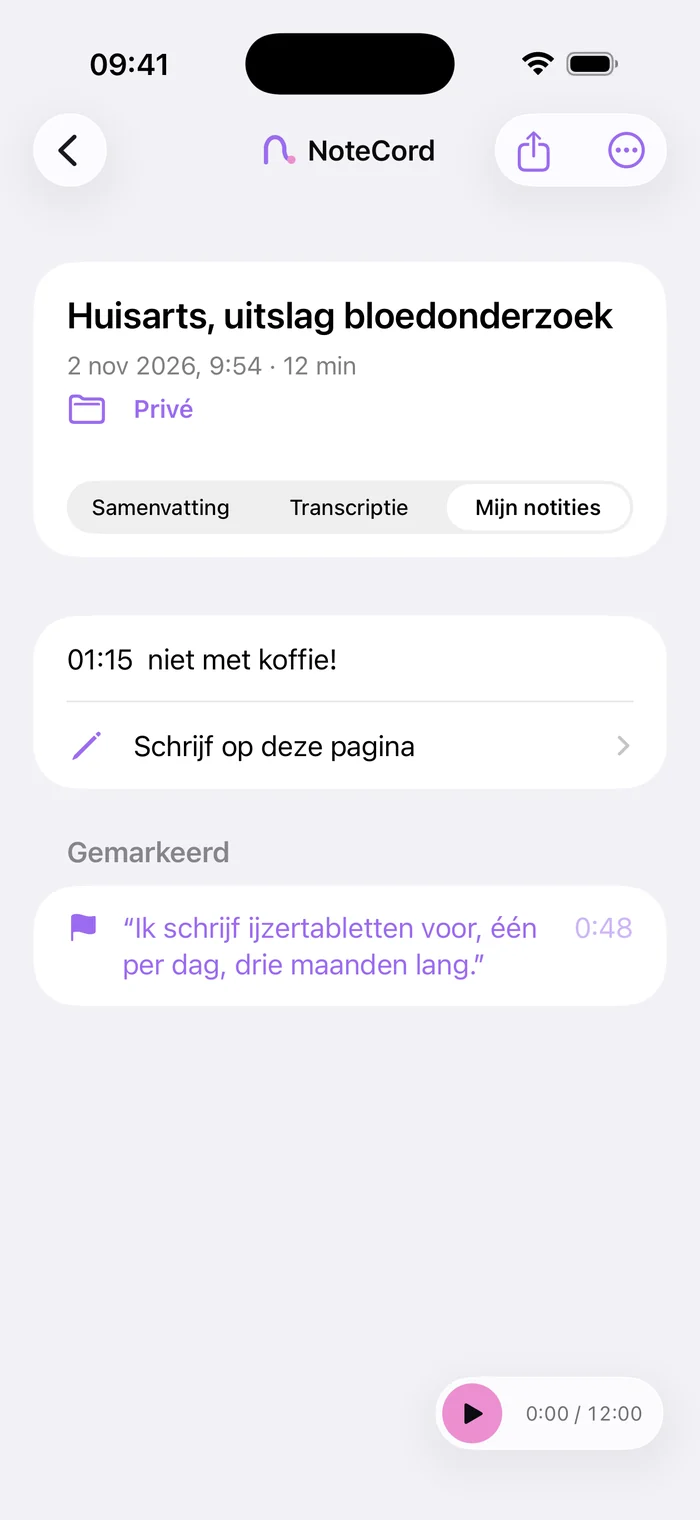 09:41
NoteCord
Huisarts, uitslag bloedonderzoek
2 nov 2026, 9:54 · 12 min
Privé
Samenvatting Transcriptie Mijn notities
01:15 niet met koffie!
Schrijf op deze pagina
Gemarkeerd
“Ik schrijf ijzertabletten voor, één 0:48
per dag, drie maanden lang.”
0:00 / 12:00